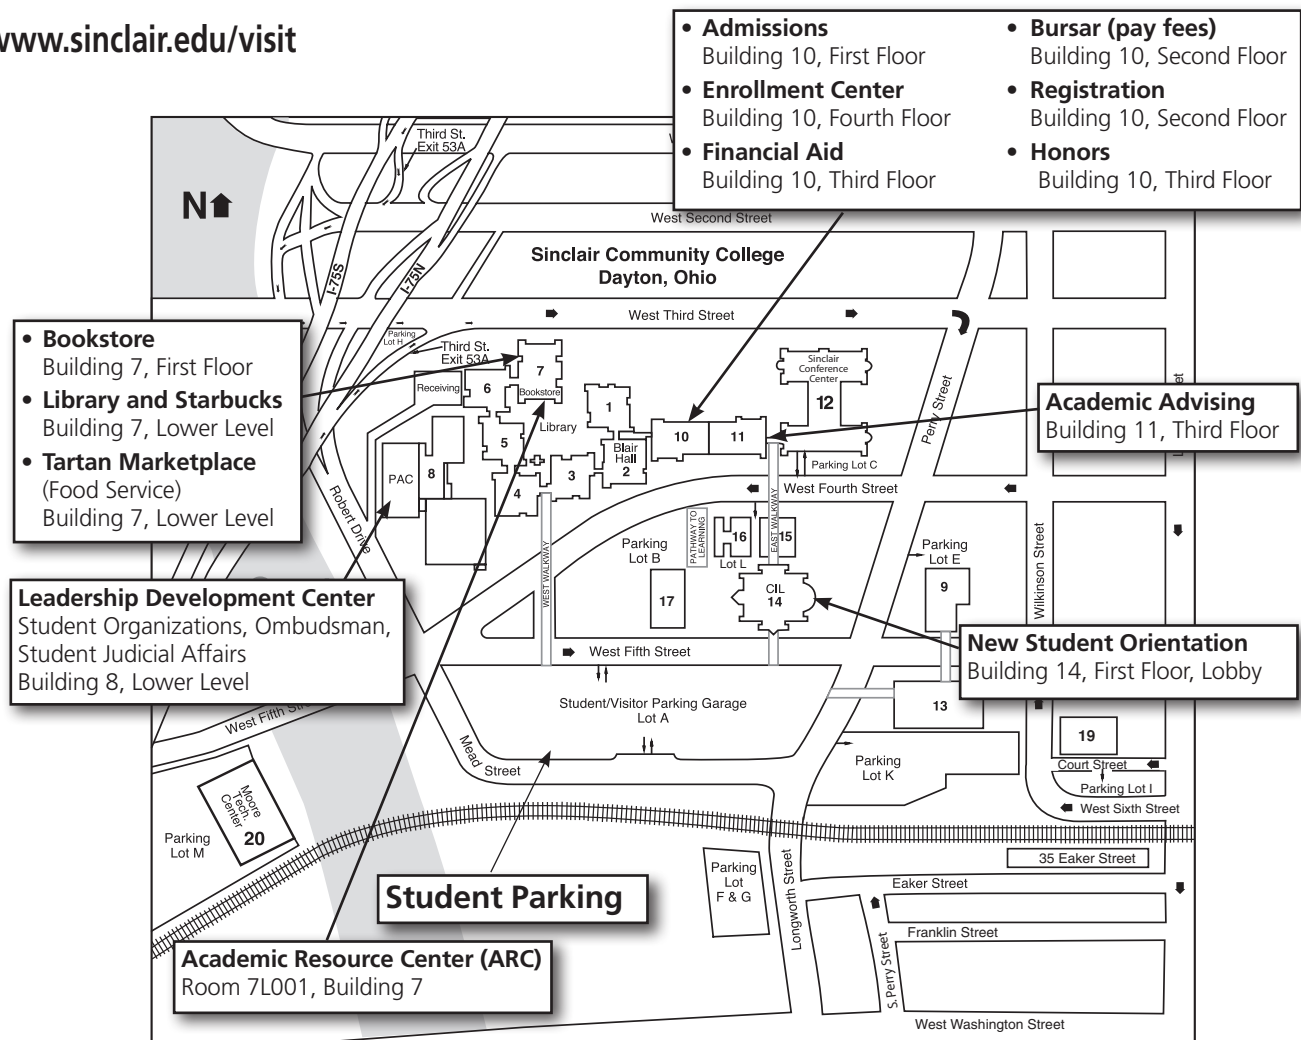 www.sinclair.edu/visit
• Admissions
Building 10, First Floor
• Enrollment Center
Building 10, Fourth Floor
• Financial Aid
Building 10, Third Floor
• Bursar (pay fees)
Building 10, Second Floor
• Registration
Building 10, Second Floor
• Honors
Building 10, Third Floor
Third St.
Exit 53A
N
West Second Street
I-75S
I-75N
Sinclair Community College
Dayton, Ohio
West Third Street
Parking
Lot H
Third St.
Exit 53A
• Bookstore
Building 7, First Floor
• Library and Starbucks
Building 7, Lower Level
• Tartan Marketplace
(Food Service)
Building 7, Lower Level
Receiving
6
7
Bookstore
1
Library
5
Sinclair
Conference
Center
12
10
11
Blair
Hall
2
3
4
PAC
8
Perry Street
Academic Advising
Building 11, Third Floor
Parking Lot C
West Fourth Street
Robert Drive
WEST WALKWAY
EAST WALKWAY
PATHWAY TO
LEARNING
Parking
Lot B
16
Lot L
15
17
CIL
14
Parking
Lot E
9
Wilkinson Street
Leadership Development Center
Student Organizations, Ombudsman,
Student Judicial Affairs
Building 8, Lower Level
West Fifth Street
New Student Orientation
Building 14, First Floor, Lobby
Student/Visitor Parking Garage
Lot A
13
West Fifth
Mead Street
Parking
Lot K
19
Court Street
Parking Lot I
West Sixth Street
Moore
Tech.
Center
20
Parking
Lot M
35 Eaker Street
Parking
Lot
F & G
Longworth Street
Eaker Street
Student Parking
Franklin Street
S. Perry Street
Academic Resource Center (ARC)
Room 7L001, Building 7
West Washington Street